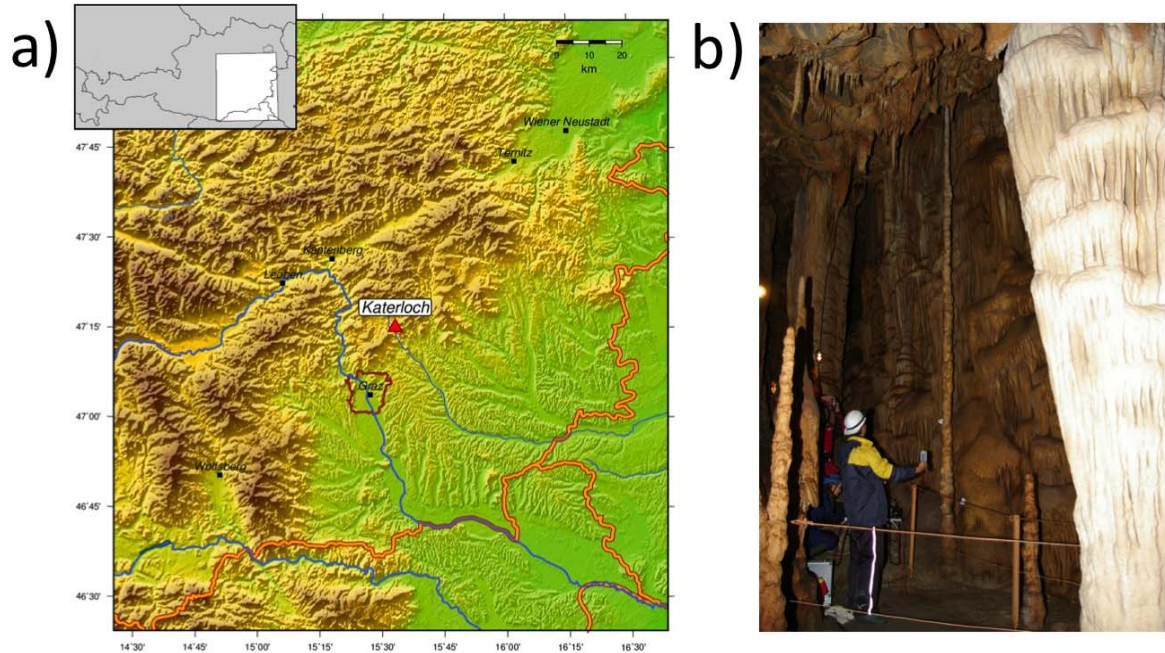 a)
b)
0 10 20
km
Wiener Neustadt
Ternitz
47˚45'
47˚30'
Kapfenberg
Leoben
Katerloch
47˚15'
Graz
47˚00'
Wolfsberg
46˚45'
46˚30'
14˚30' 14˚45' 15˚00' 15˚15' 15˚30' 15˚45' 16˚00' 16˚15' 16˚30'